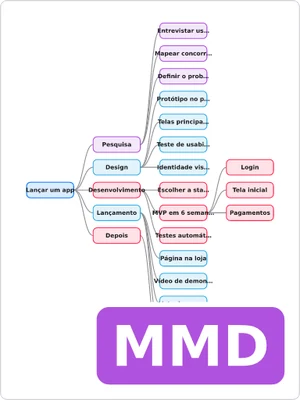 Entrevistar us...
Mapear concorr...
Definir o prob...
Protótipo no p...
Telas principa...
Pesquisa
Teste de usabi...
Design
Identidade vis...
Login
Lançar um app
Desenvolvimento
Escolher a sta...
Tela inicial
Lançamento
MVP em 6 seman...
Pagamentos
Depois
Testes automát...
Página na loja
Vídeo de demon...
MMD